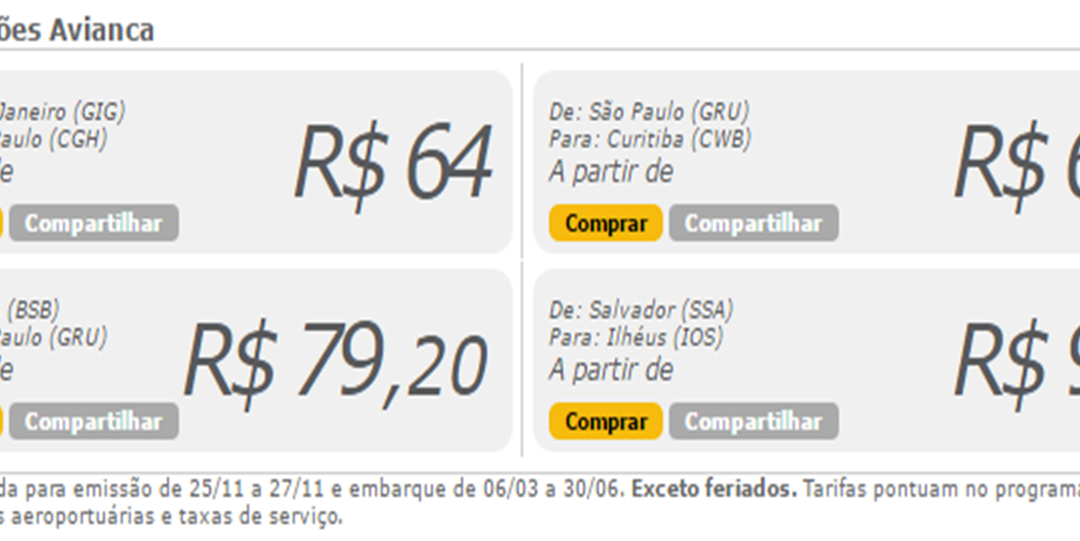 ões Avianca
Janeiro (GIG)
Paulo (CGH)
R$ 64
Compartilhar
De: São Paulo (GRU)
Para: Curitiba (CWB)
A partir de
R$ 6
Comprar Compartilhar
(BSB)
Paulo (GRU)
R$ 79,20
Compartilhar
De: Salvador (SSA)
Para: Ilhéus (IOS)
A partir de
R$ 9
Comprar Compartilhar
da para emissão de 25/11 a 27/11 e embarque de 06/03 a 30/06. Exceto feriados. Tarifas pontuam no programa
s aeroportuárias e taxas de serviço.